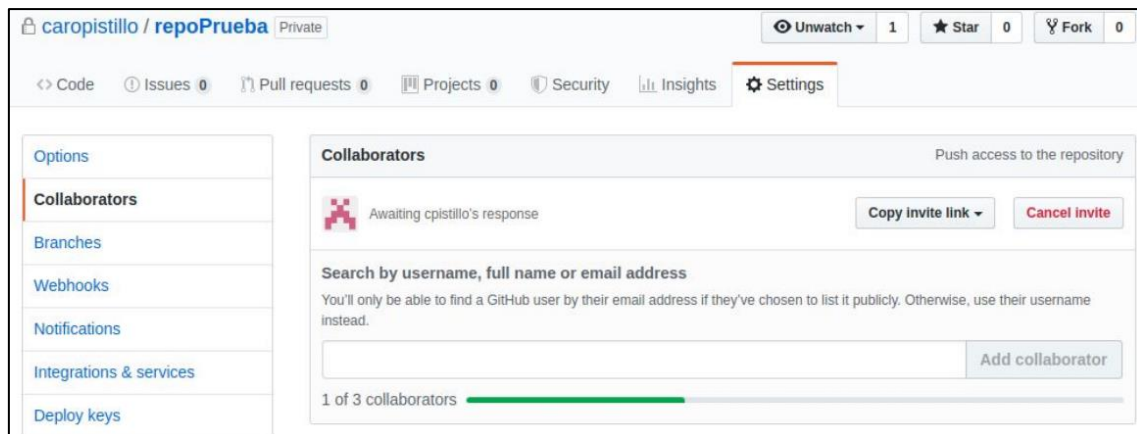 caropistillo / repoPrueba Private
Unwatch 1 Star 0 Fork 0
<> Code Issues 0 Pull requests 0 Projects 0 Security Insights Settings
Options
Collaborators
Branches
Webhooks
Notifications
Integrations & services
Deploy keys
Collaborators Push access to the repository
Awaiting cpistillo's response Copy invite link Cancel invite
Search by username, full name or email address
You'll only be able to find a GitHub user by their email address if they've chosen to list it publicly. Otherwise, use their username
instead.
Add collaborator
1 of 3 collaborators